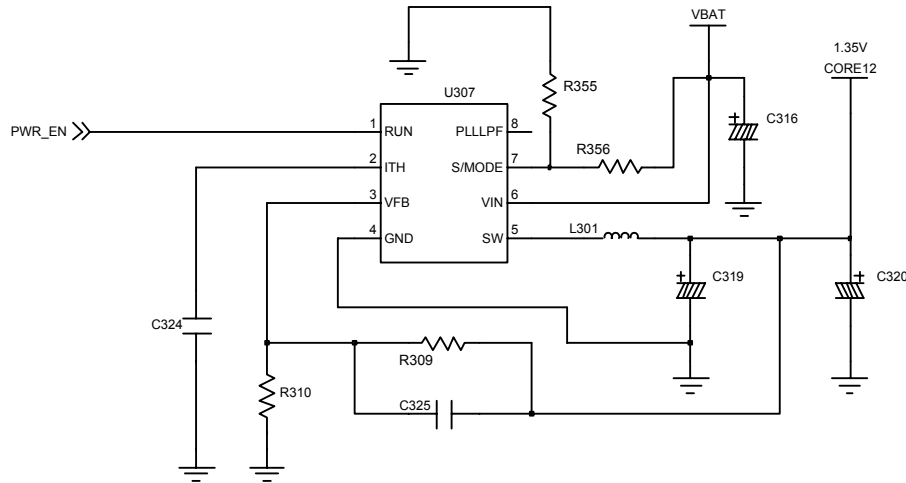 VBAT
1.35V
CORE12
R355
U307
C316
PWR_EN
1 RUN PLLLPF 8
R356
2 ITH S/MODE 7
3 VFB VIN 6
L301
4 GND SW 5
C319
C320
C324
R309
R310
C325